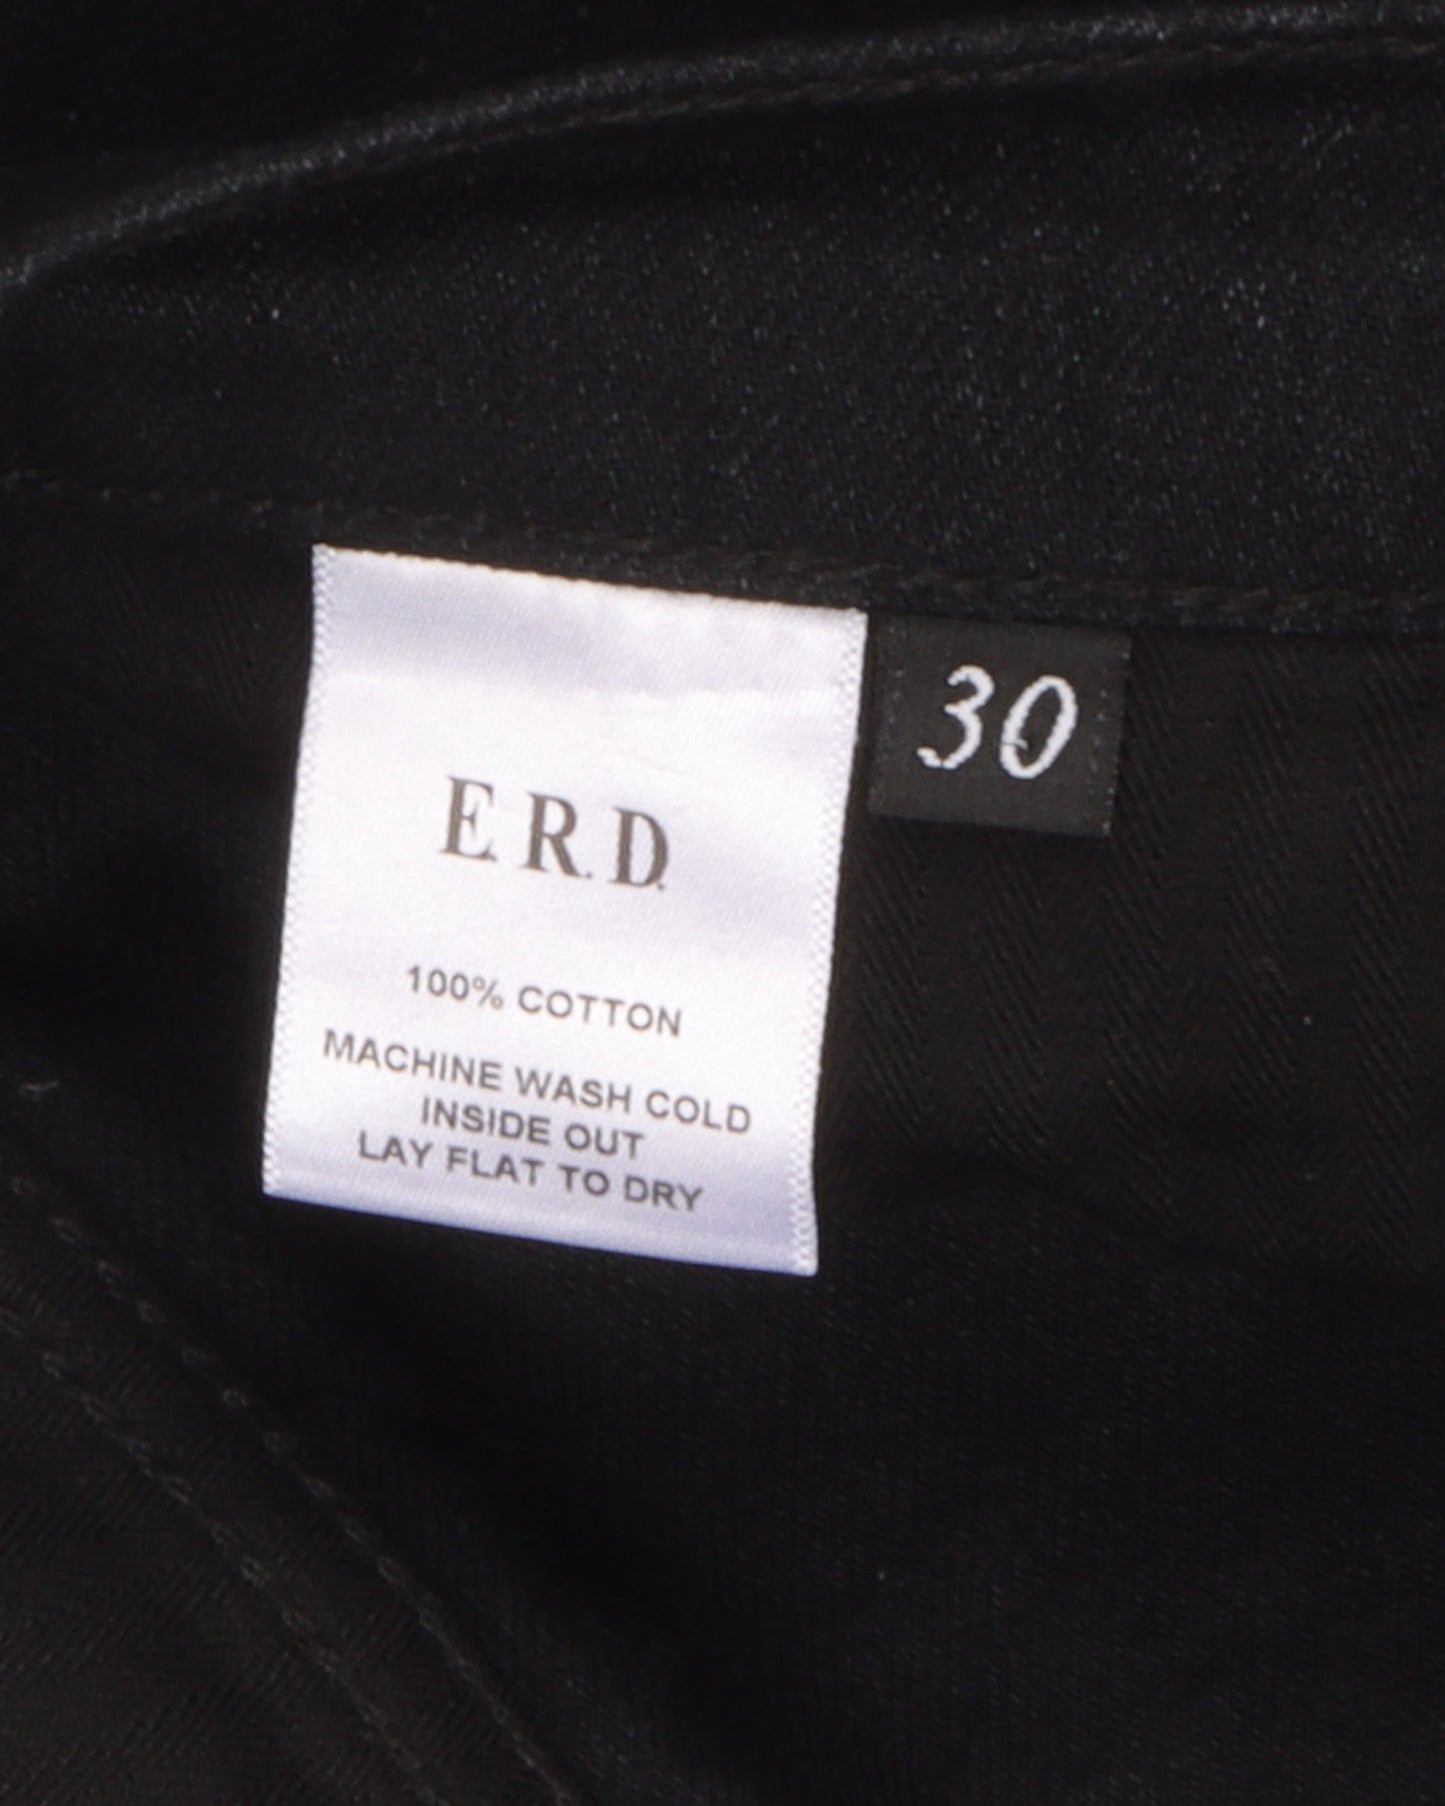 E.R.D.
30
100% COTTON
MACHINE WASH COLD
INSIDE OUT
LAY FLAT TO DRY